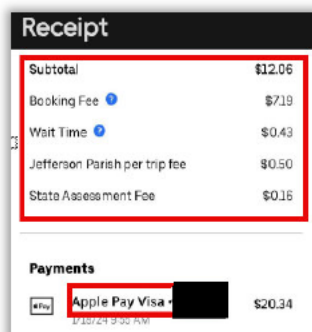 Receipt
Subtotal $12.06
Booking Fee $7.19
Wait Time $0.43
Jefferson Parish per trip fee $0.50
State Assessment Fee $0.16
Payments
Apple Pay Visa $20.34
1/18/24 9:55 AM